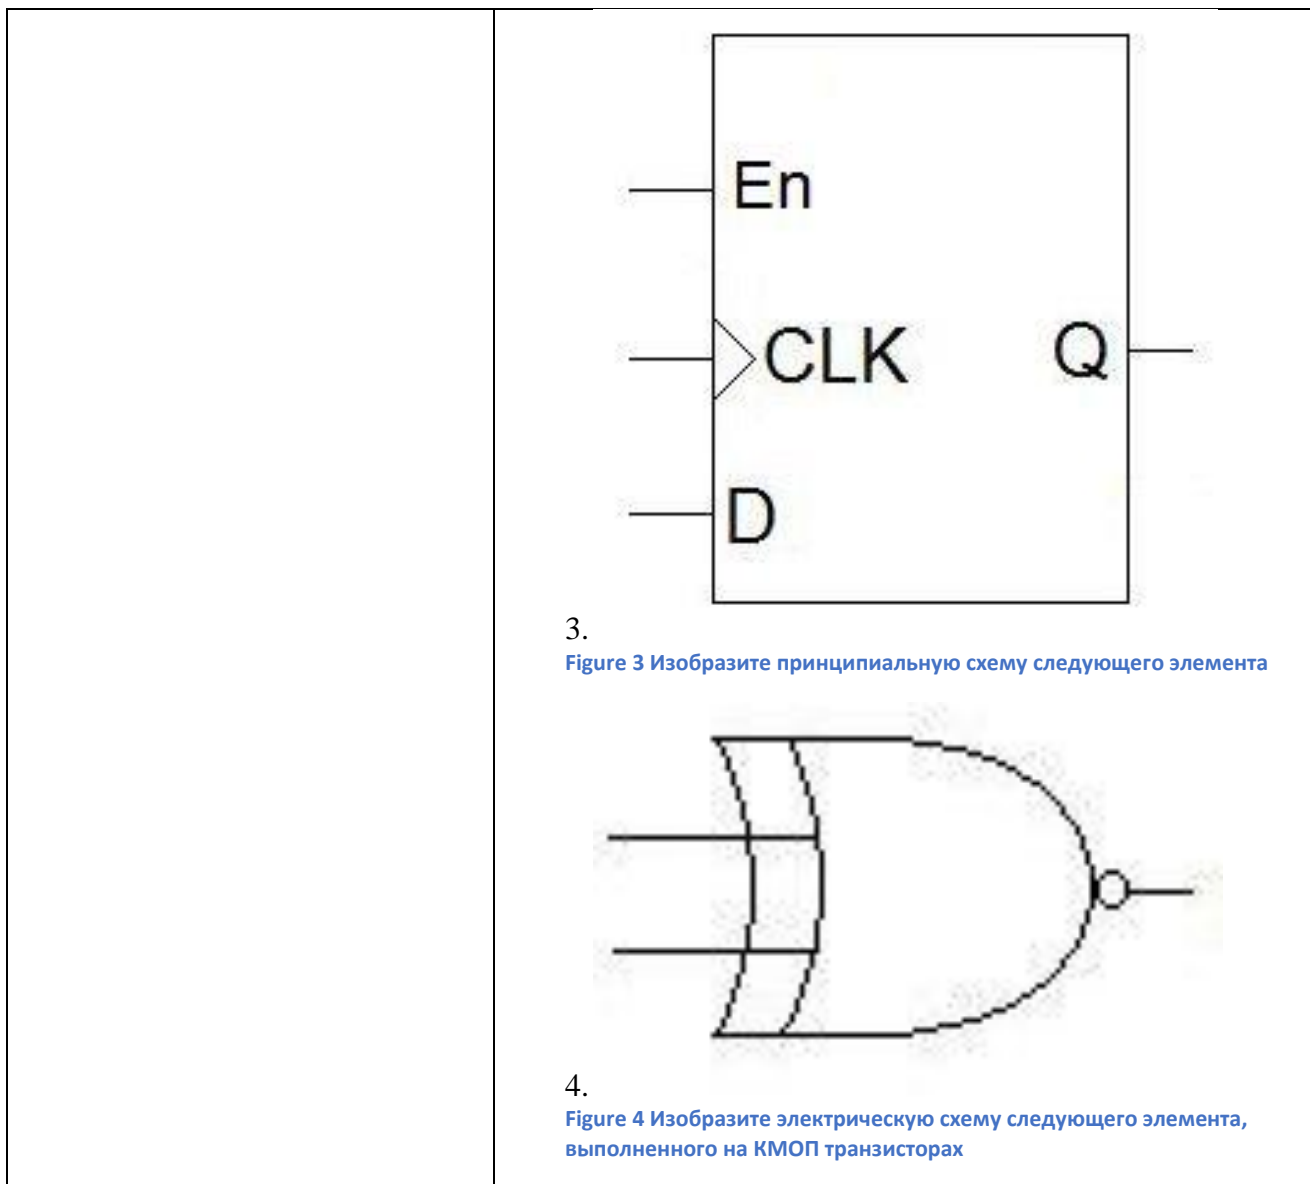 En
CLK
Q
D
3.
Figure 3 Изобразите принципиальную схему следующего элемента
4.
Figure 4 Изобразите электрическую схему следующего элемента,
выполненного на КМОП транзисторах